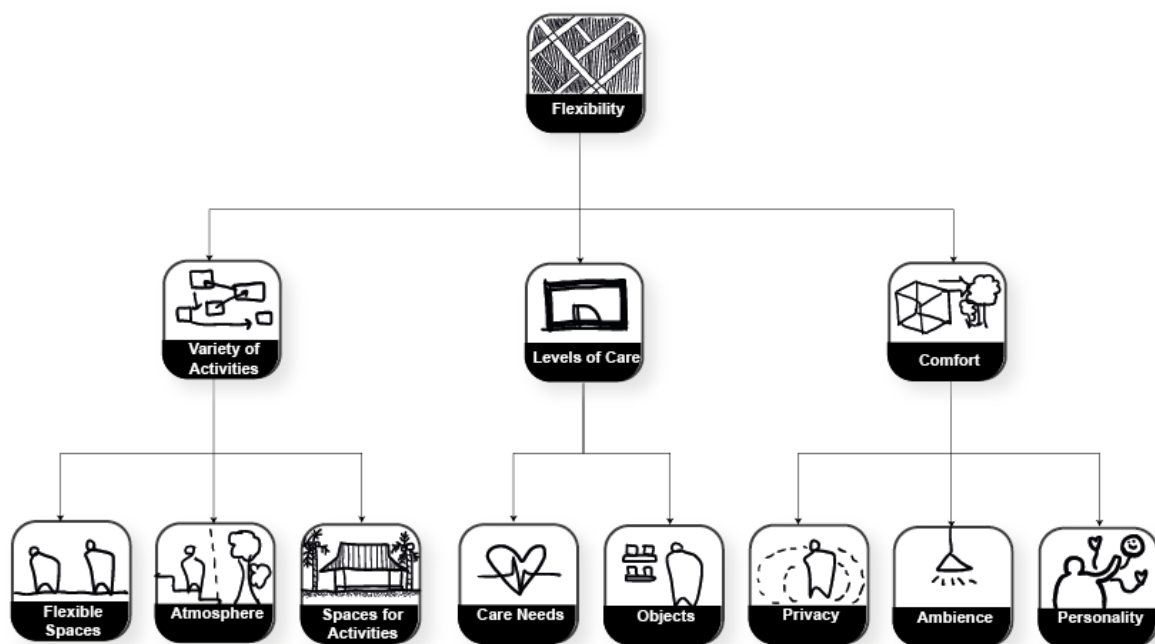 Flexibility
Variety of
Activities
Levels of Care
Comfort
Flexible
Spaces
Atmosphere
Spaces for
Activities
Care Needs
Objects
Privacy
Ambience
Personality